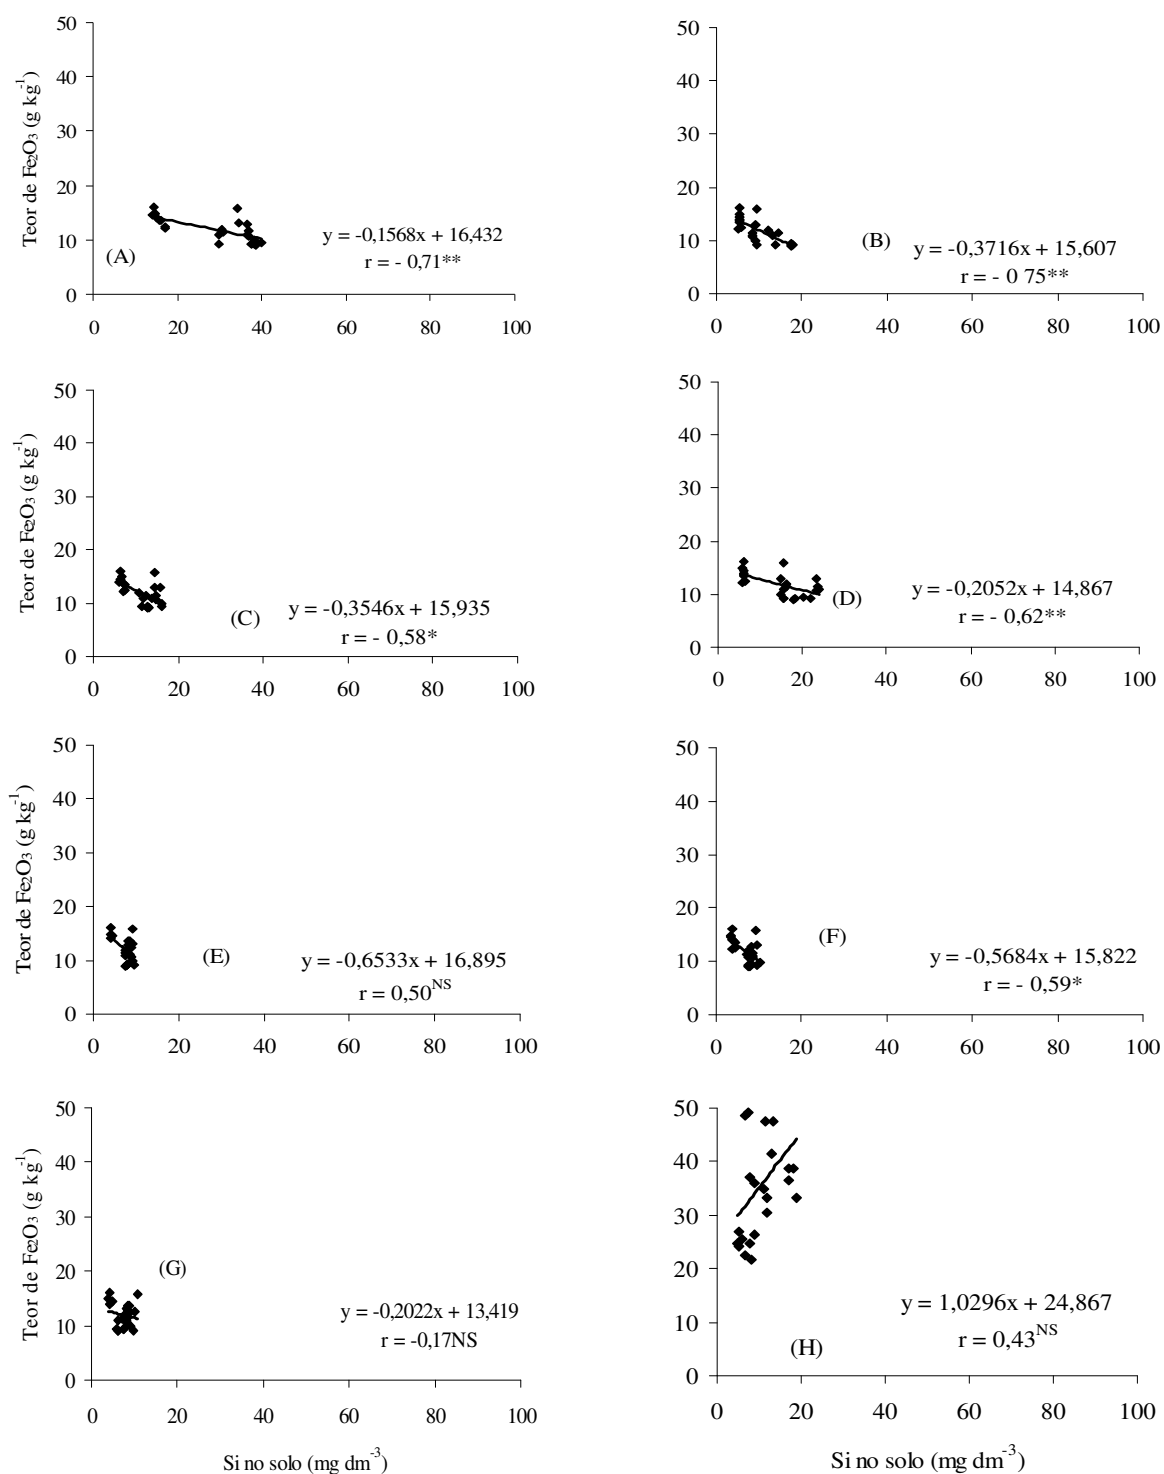 50
40
30
20
10
0
Teor de Fe₂O₃ (g kg⁻¹)
(A)
y = -0,1568x + 16,432
r = - 0,71**
0 20 40 60 80 100
50
40
30
20
10
0
(B)
y = -0,3716x + 15,607
r = - 0 75**
0 20 40 60 80 100
50
40
30
20
10
0
Teor de Fe₂O₃ (g kg⁻¹)
(C)
y = -0,3546x + 15,935
r = - 0,58*
0 20 40 60 80 100
50
40
30
20
10
0
(D)
y = -0,2052x + 14,867
r = - 0,62**
0 20 40 60 80 100
50
40
30
20
10
0
Teor de Fe₂O₃ (g kg⁻¹)
(E)
y = -0,6533x + 16,895
r = 0,50ᴺˢ
0 20 40 60 80 100
50
40
30
20
10
0
(F)
y = -0,5684x + 15,822
r = - 0,59*
0 20 40 60 80 100
50
40
30
20
10
0
Teor de Fe₂O₃ (g kg⁻¹)
(G)
y = -0,2022x + 13,419
r = -0,17NS
0 20 40 60 80 100
Si no solo (mg dm⁻³)
50
40
30
20
10
0
(H)
y = 1,0296x + 24,867
r = 0,43ᴺˢ
0 20 40 60 80 100
Si no solo (mg dm⁻³)